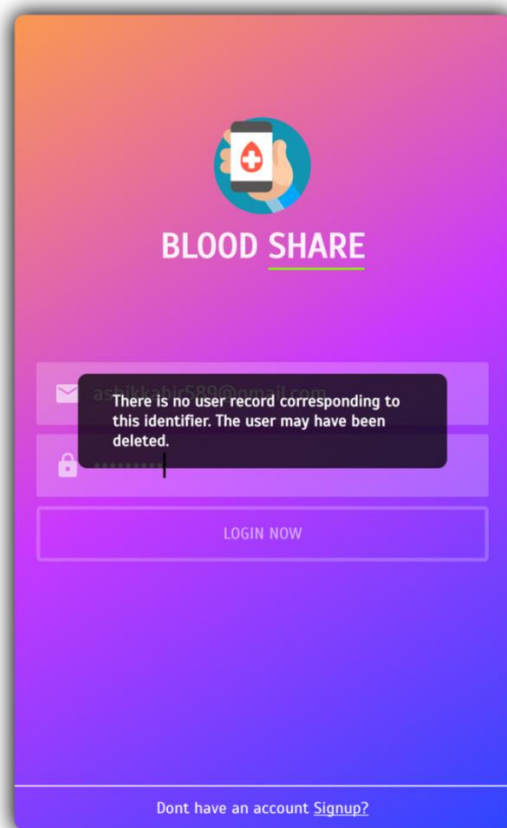 BLOOD SHARE
ashikkabir589@gmail.com
There is no user record corresponding to
this identifier. The user may have been
deleted.
LOGIN NOW
Dont have an account Signup?